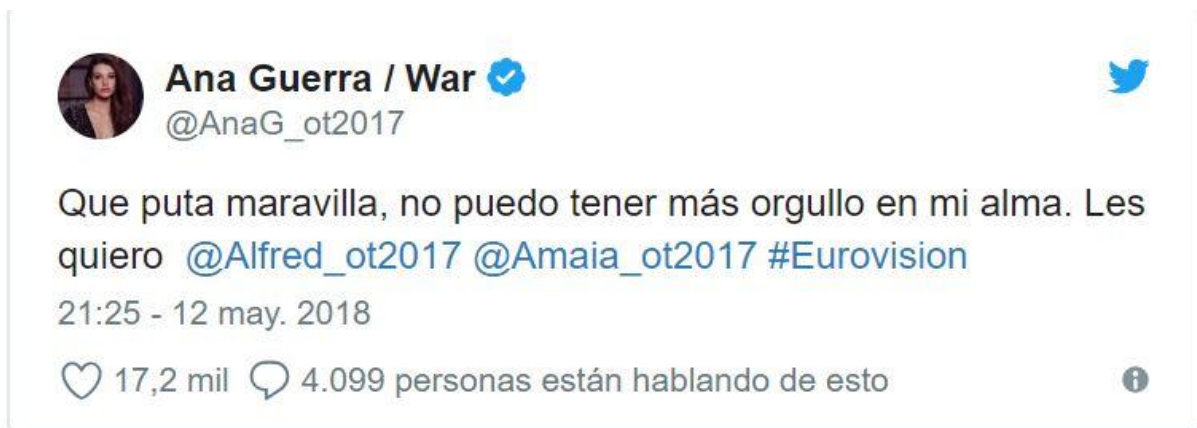 Ana Guerra / War
@AnaG_ot2017
Que puta maravilla, no puedo tener más orgullo en mi alma. Les
quiero @Alfred_ot2017 @Amaia_ot2017 #Eurovision
21:25 - 12 may. 2018
17,2 mil 4.099 personas están hablando de esto